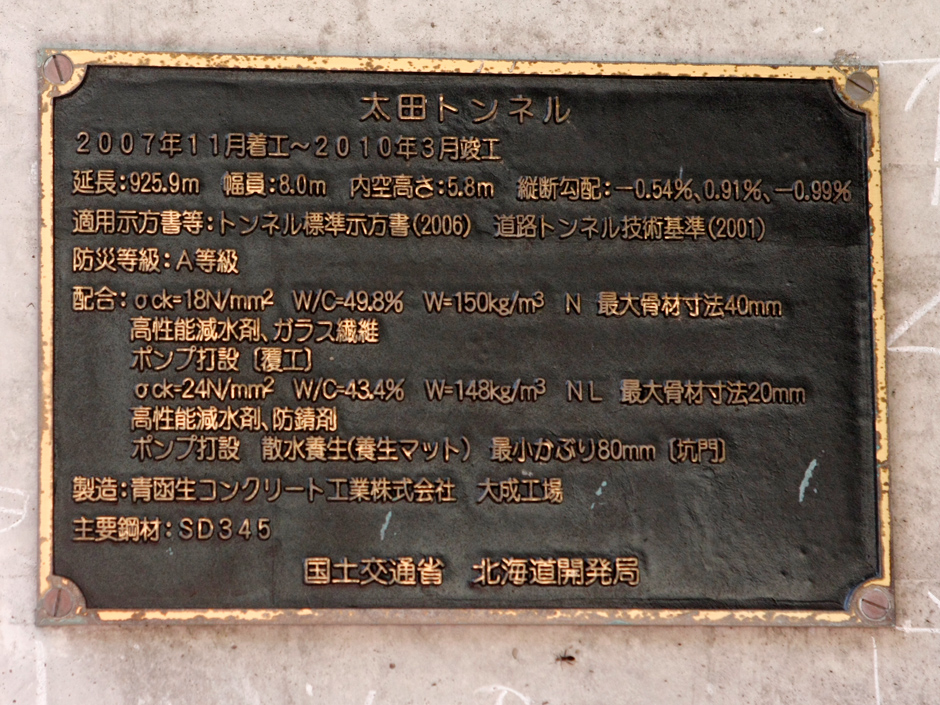 太田トンネル
2007年11月着工～2010年3月竣工
延長:925.9m 幅員:8.0m 内空高さ:5.8m 縦断勾配:－0.54%、0.91%、－0.99%
適用示方書等:トンネル標準示方書(2006) 道路トンネル技術基準(2001)
防災等級:A等級
配合:σck=18N/mm² W/C=49.8% W=150kg/m³ N 最大骨材寸法40mm
高性能減水剤、ガラス繊維
ポンプ打設〔覆工〕
σck=24N/mm² W/C=43.4% W=148kg/m³ NL 最大骨材寸法20mm
高性能減水剤、防錆剤
ポンプ打設 散水養生(養生マット) 最小かぶり80mm〔坑門〕
製造:青函生コンクリート工業株式会社 大成工場
主要鋼材:SD345
国土交通省 北海道開発局